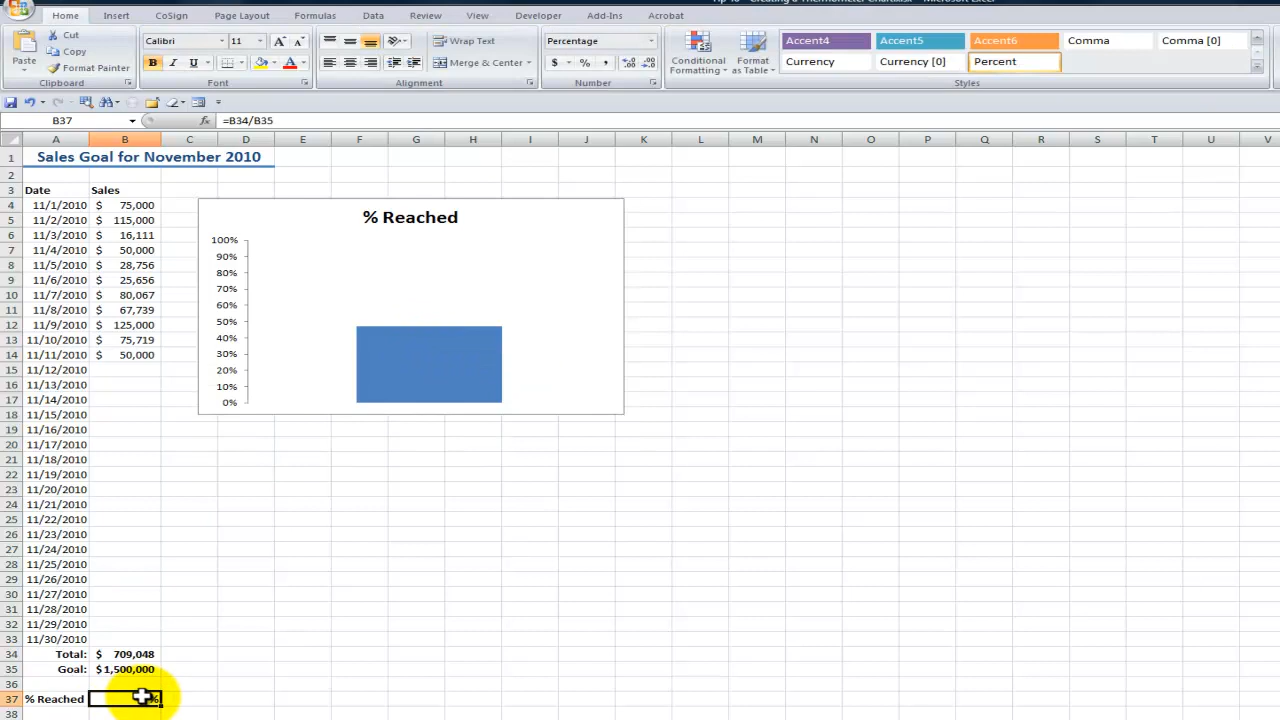 Home Insert CoSign Page Layout Formulas Data Review View Developer Add-Ins Acrobat
Paste
Cut
Copy
Format Painter
Clipboard
Calibri 11
B I U
Font
Wrap Text
Merge & Center
Alignment
Percentage
$ % ,
Number
Conditional Formatting
Format as Table
Accent4 Accent5 Accent6 Comma Comma [0]
Currency Currency [0] Percent
Styles
B37 fx =B34/B35
A B C D E F G H I J K L M N O P Q R S T U V
1 Sales Goal for November 2010
2
3 Date Sales
4 11/1/2010 $ 75,000
5 11/2/2010 $ 115,000
6 11/3/2010 $ 16,111
7 11/4/2010 $ 50,000
8 11/5/2010 $ 28,756
9 11/6/2010 $ 25,656
10 11/7/2010 $ 80,067
11 11/8/2010 $ 67,739
12 11/9/2010 $ 125,000
13 11/10/2010 $ 75,719
14 11/11/2010 $ 50,000
15 11/12/2010
16 11/13/2010
17 11/14/2010
18 11/15/2010
19 11/16/2010
20 11/17/2010
21 11/18/2010
22 11/19/2010
23 11/20/2010
24 11/21/2010
25 11/22/2010
26 11/23/2010
27 11/24/2010
28 11/25/2010
29 11/26/2010
30 11/27/2010
31 11/28/2010
32 11/29/2010
33 11/30/2010
34 Total: $ 709,048
35 Goal: $ 1,500,000
36
37 % Reached %
38
% Reached
100%
90%
80%
70%
60%
50%
40%
30%
20%
10%
0%